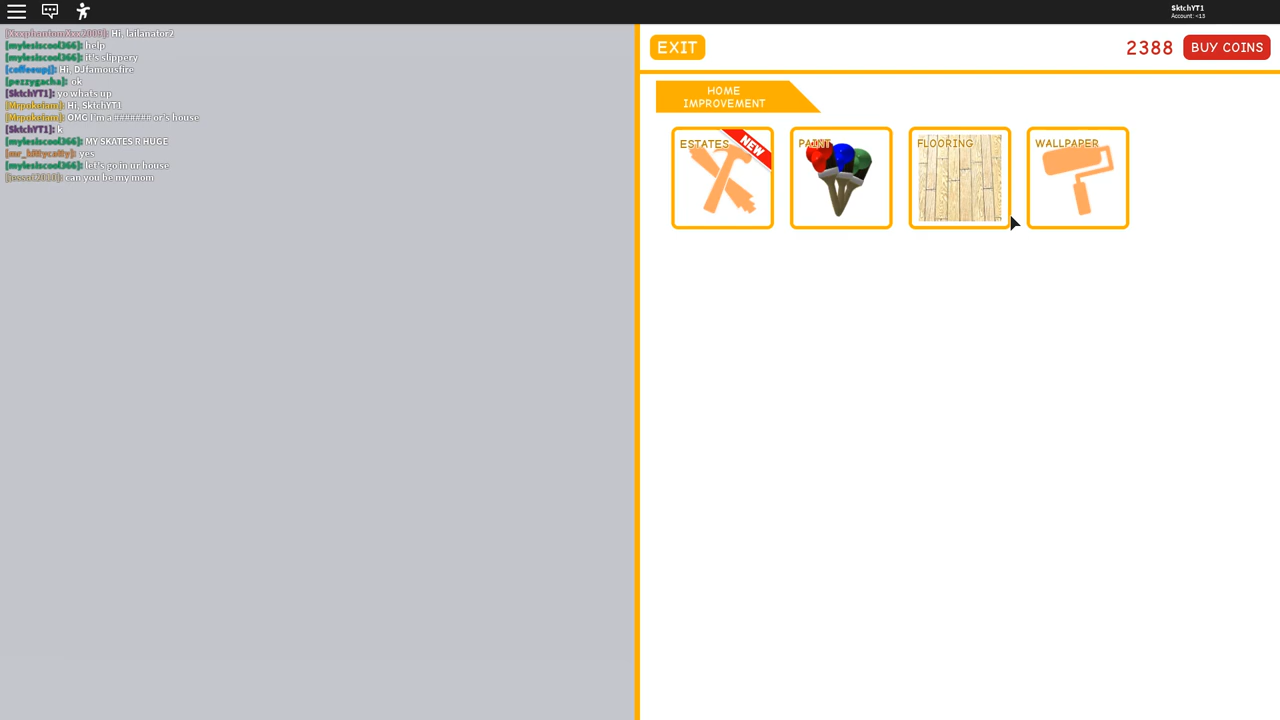 SktchYT1
Account: <13
[XxxphantomXxx2009]: Hi, lailanator2
[mylesiscool366]: help
[mylesiscool366]: it's slippery
[coffeeupj]: Hi, DJfamousfire
[pezzygacha]: ok
[SktchYT1]: yo whats up
[Mrpokeiam]: Hi, SktchYT1
[Mrpokeiam]: OMG I'm a ####### or's house
[SktchYT1]: k
[mylesiscool366]: MY SKATES R HUGE
yes
[mylesiscool366]: let's go in ur house
can you be my mom
EXIT
2388
BUY COINS
HOME
IMPROVEMENT
ESTATES
NEW
PAINT
FLOORING
WALLPAPER